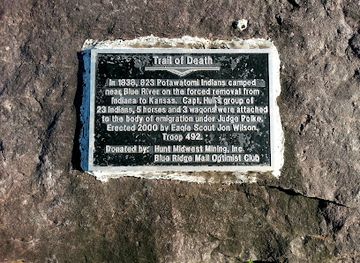 Trail of Death
In 1838, 823 Potawatomi Indians camped
near Blue River on the forced removal from
Indiana to Kansas. Capt. Hull's group of
23 Indians, 5 horses and 3 wagons were attached
to the body of emigration under Judge Polke.
Erected 2000 by Eagle Scout Jon Wilson,
Troop 492.
Donated by: Hunt Midwest Mining, Inc.
Blue Ridge Mall Optimist Club